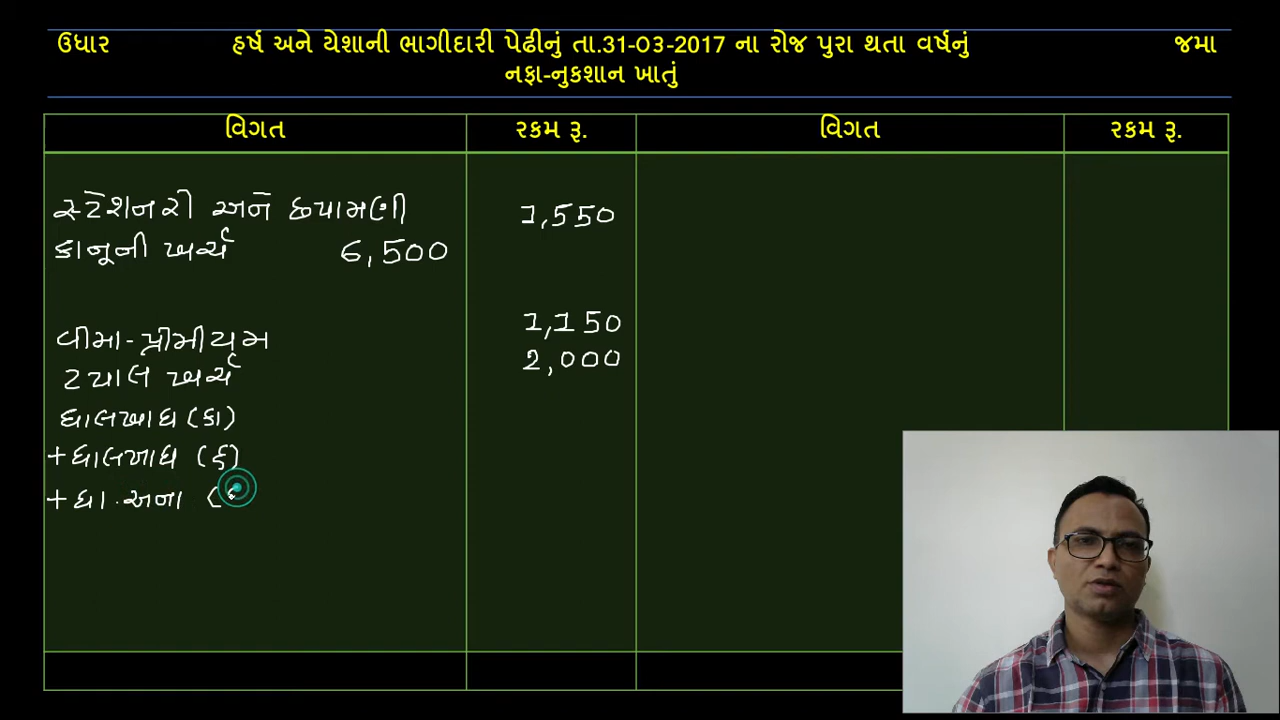 ઉધાર હર્ષ અને યેશાની ભાગીદારી પેઢીનું તા.31-૦૩-2017 ના રોજ પુરા થતા વર્ષનું જમા
નફા-નુકશાન ખાતું
વિગત રકમ રૂ. વિગત રકમ રૂ.
સ્ટેશનરી અને છપામણી 1,550
કાનૂની ખર્ચ 6,500
વીમા-પ્રીમીયમ 1,150
ટપાલ ખર્ચ 2,000
ઘાલખાધ (કા)
+ ઘાલખાધ (હ)
+ ઘા. અના (